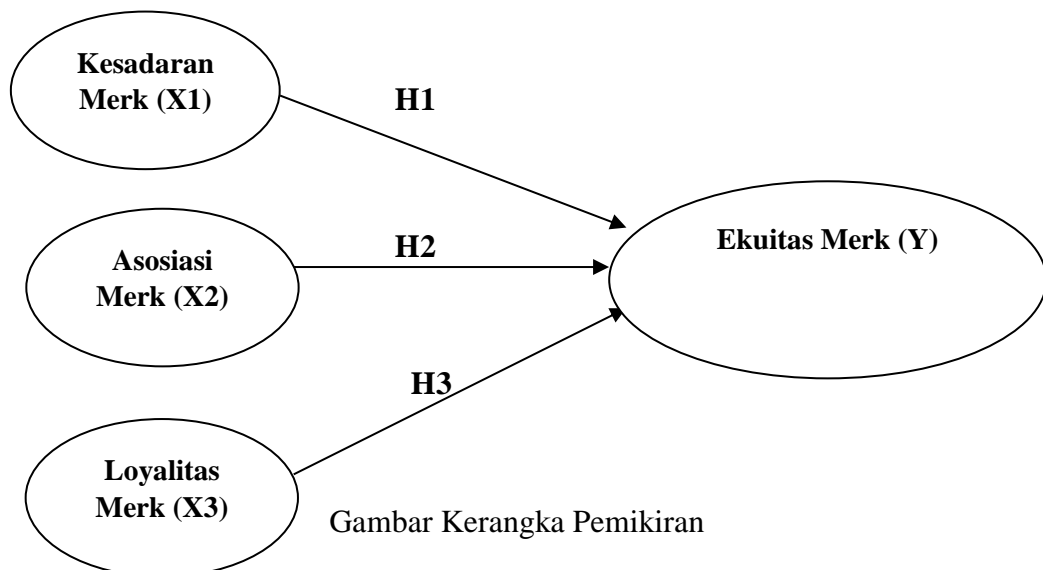 Kesadaran
Merk (X1)
H1
Asosiasi
Merk (X2)
H2
Ekuitas Merk (Y)
H3
Loyalitas
Merk (X3)
Gambar Kerangka Pemikiran